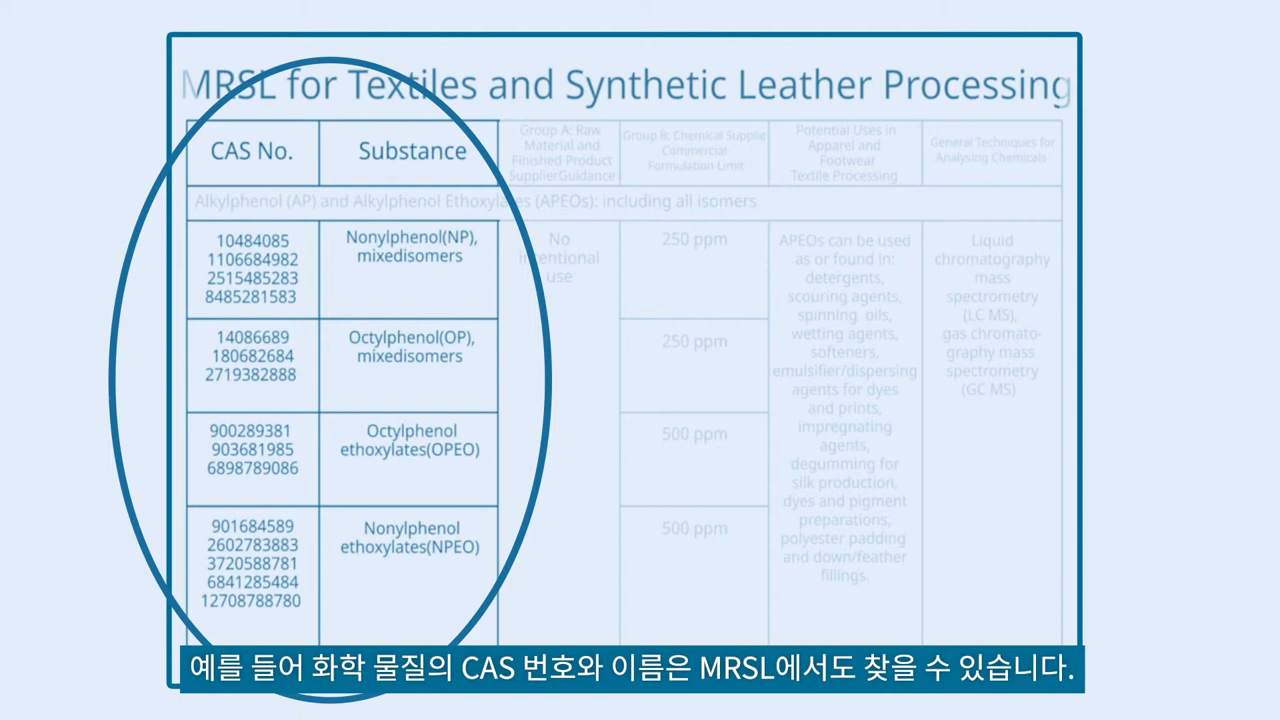 MRSL for Textiles and Synthetic Leather Processing
CAS No.
Substance
Group A: Raw
Material and
Finished Product
SupplierGuidance
Group B: Chemical Supplie
Commercial
Formulation Limit
Potential Uses in
Apparel and
Footwear
Textile Processing
General Techniques for
Analysing Chemicals
Alkylphenol (AP) and Alkylphenol Ethoxylates (APEOs): including all isomers
10484085
1106684982
2515485283
8485281583
Nonylphenol(NP),
mixedisomers
No
intentional
use
250 ppm
APEOs can be used
as or found in:
detergents,
scouring agents,
spinning oils,
wetting agents,
softeners,
emulsifier/dispersing
agents for dyes
and prints,
impregnating
agents,
degumming for
silk production,
dyes and pigment
preparations,
polyester padding
and down/feather
fillings.
Liquid
chromatography
mass
spectrometry
(LC MS),
gas chromato-
graphy mass
spectrometry
(GC MS)
14086689
180682684
2719382888
Octylphenol(OP),
mixedisomers
250 ppm
900289381
903681985
6898789086
Octylphenol
ethoxylates(OPEO)
500 ppm
901684589
2602783883
3720588781
6841285484
12708788780
Nonylphenol
ethoxylates(NPEO)
500 ppm
예를 들어 화학 물질의 CAS 번호와 이름은 MRSL에서도 찾을 수 있습니다.